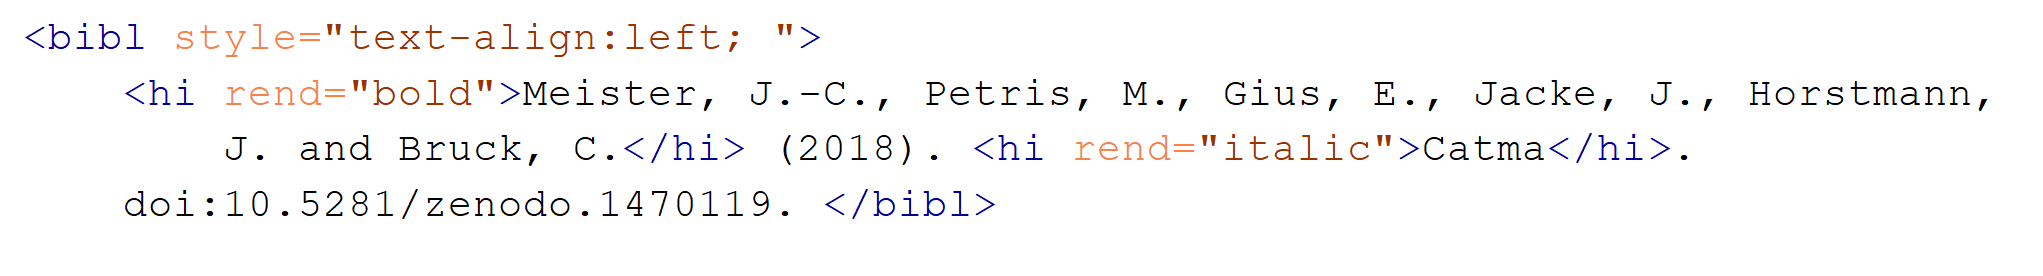 <bibl style="text-align:left; ">
<hi rend="bold">Meister, J.-C., Petris, M., Gius, E., Jacke, J., Horstmann,
J. and Bruck, C.</hi> (2018). <hi rend="italic">Catma</hi>.
doi:10.5281/zenodo.1470119. </bibl>